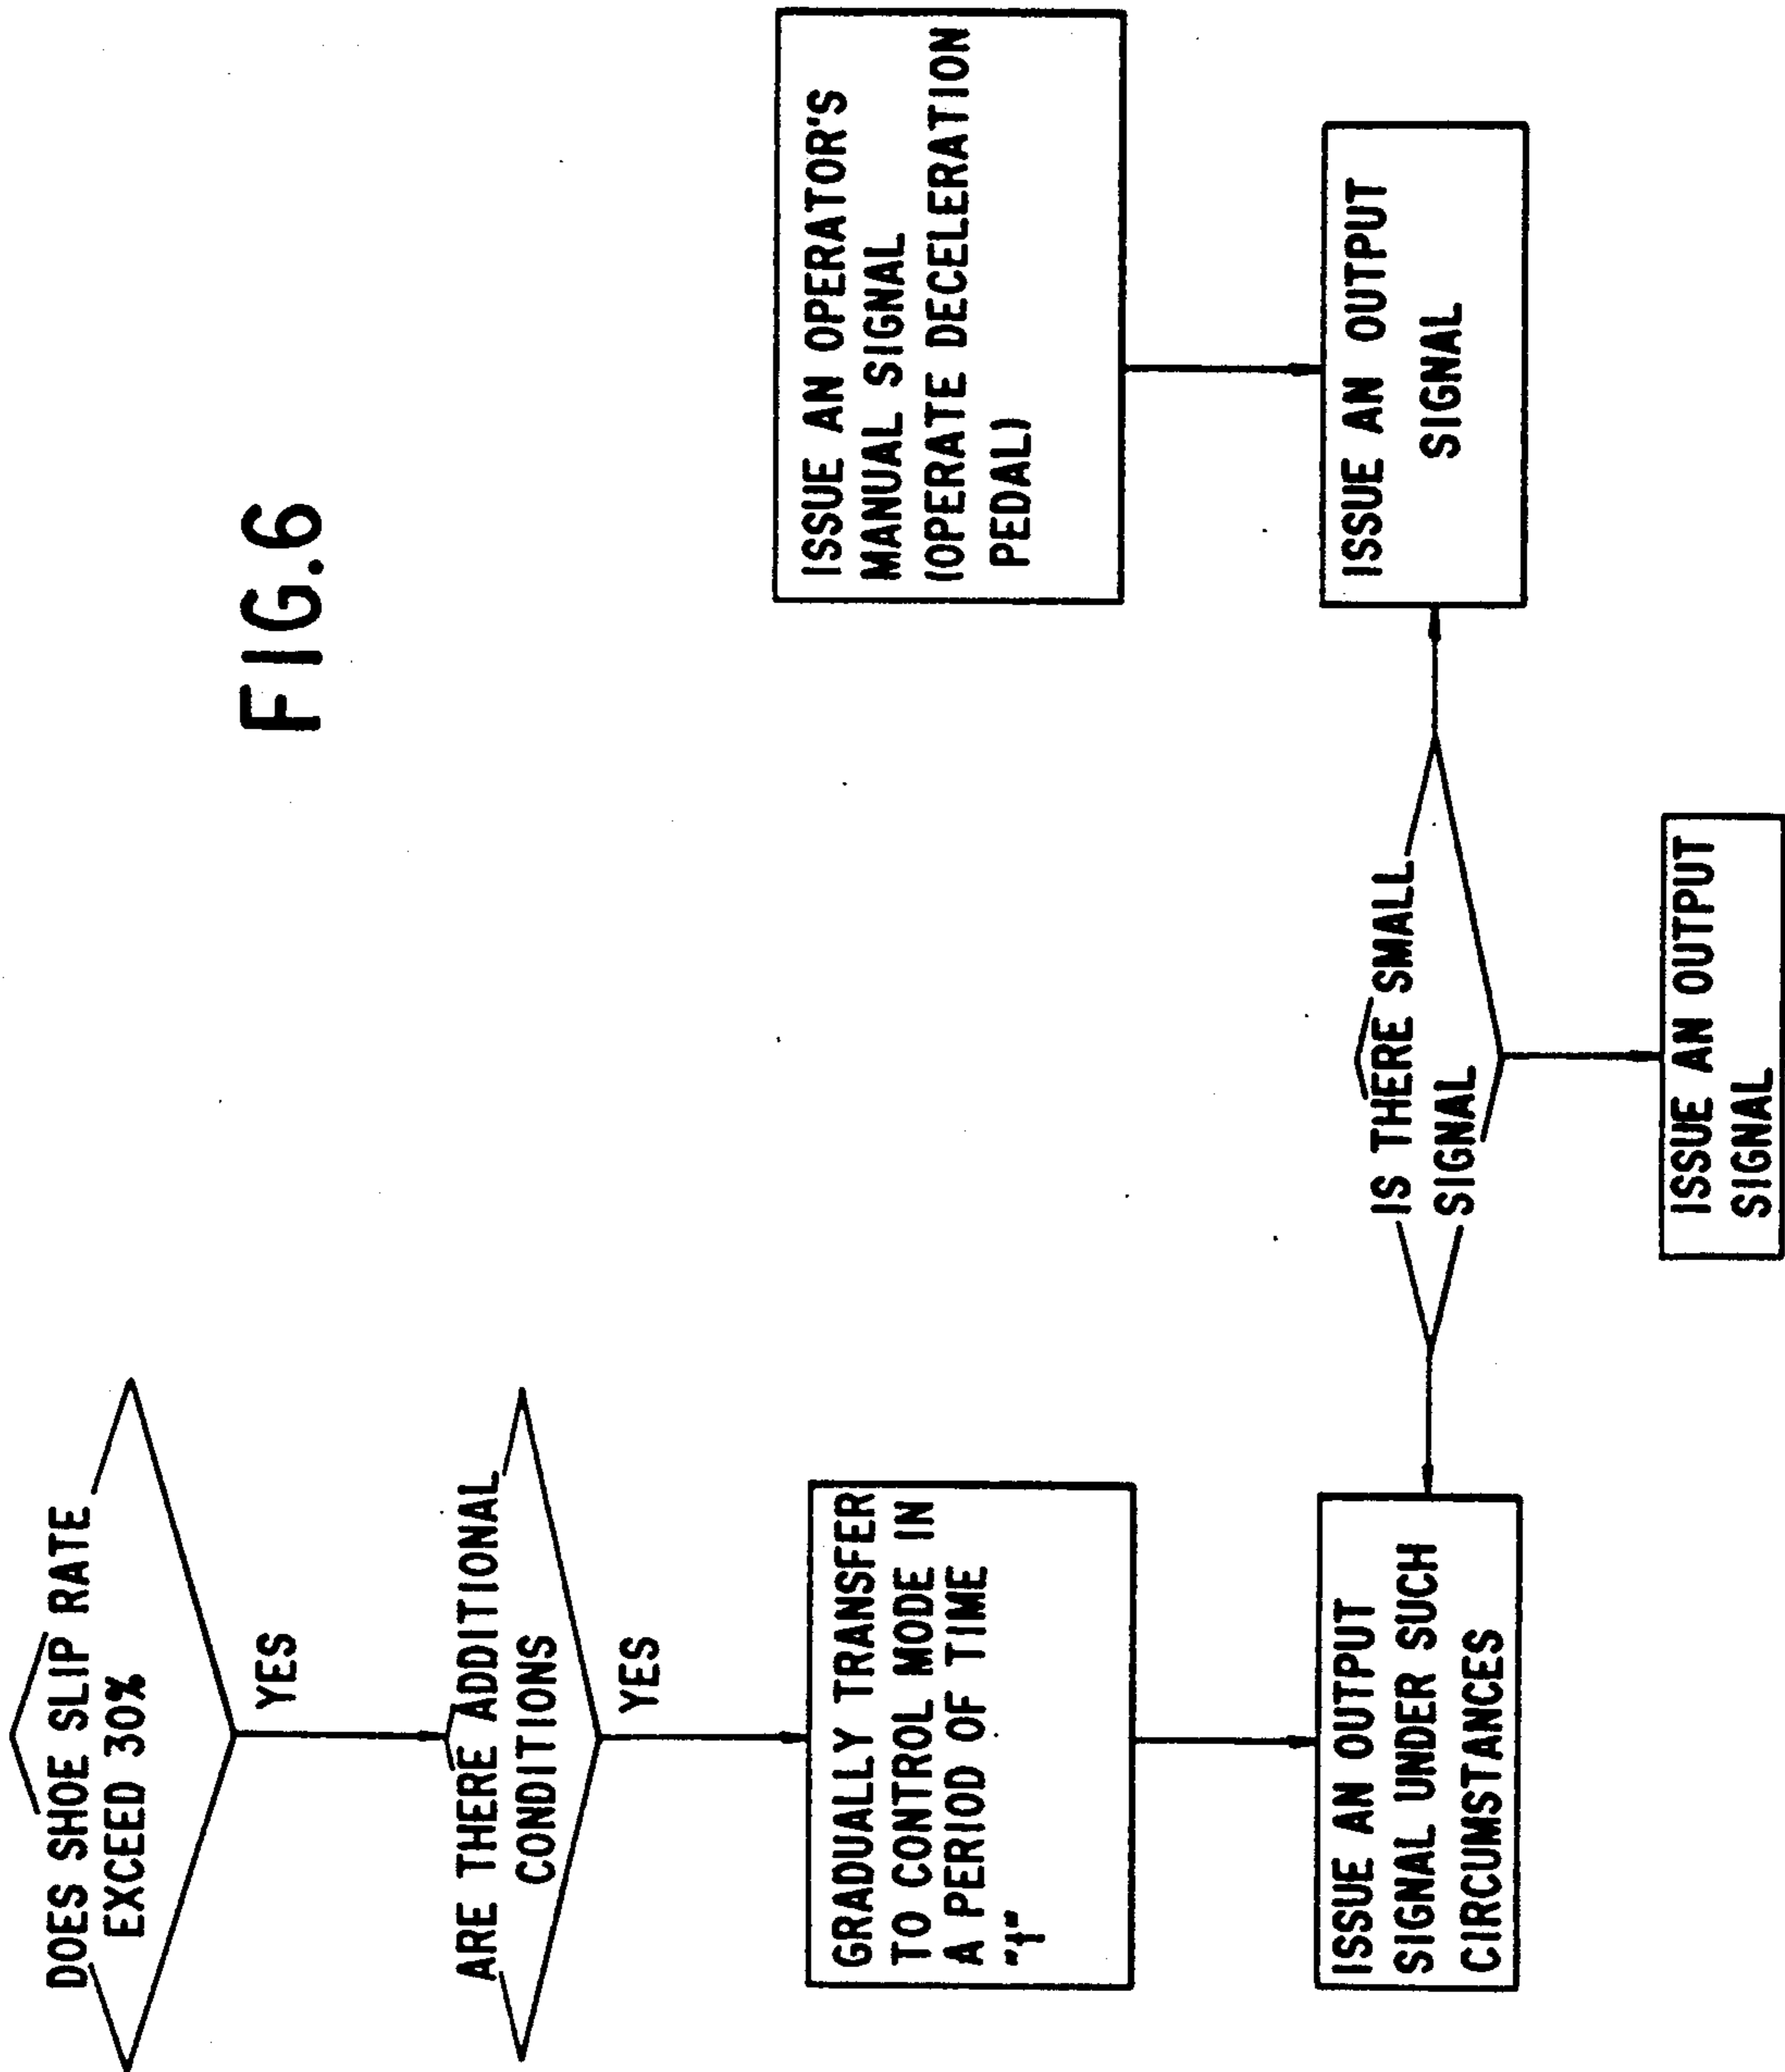 FIG.6
DOES SHOE SLIP RATE
EXCEED 30%
YES
ARE THERE ADDITIONAL
CONDITIONS
YES
GRADUALLY TRANSFER
TO CONTROL MODE IN
A PERIOD OF TIME
"t"
ISSUE AN OUTPUT
SIGNAL UNDER SUCH
CIRCUMSTANCES
IS THERE SMALL
SIGNAL
ISSUE AN OUTPUT
SIGNAL
ISSUE AN OPERATOR'S
MANUAL SIGNAL
(OPERATE DECELERATION
PEDAL)
ISSUE AN OUTPUT
SIGNAL